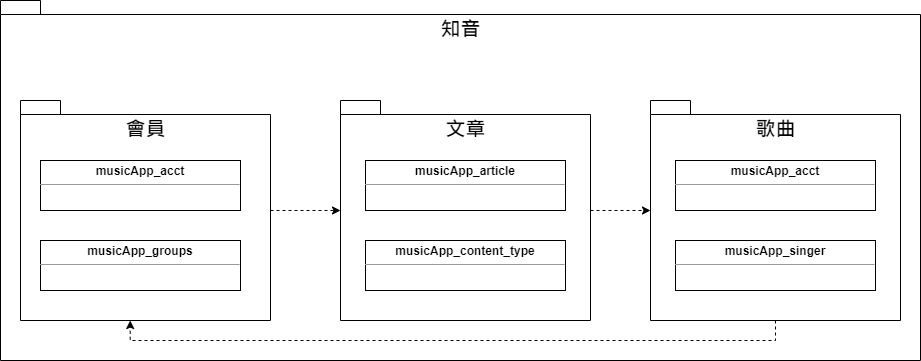 知音
會員
文章
歌曲
musicApp_acct
musicApp_article
musicApp_acct
musicApp_groups
musicApp_content_type
musicApp_singer